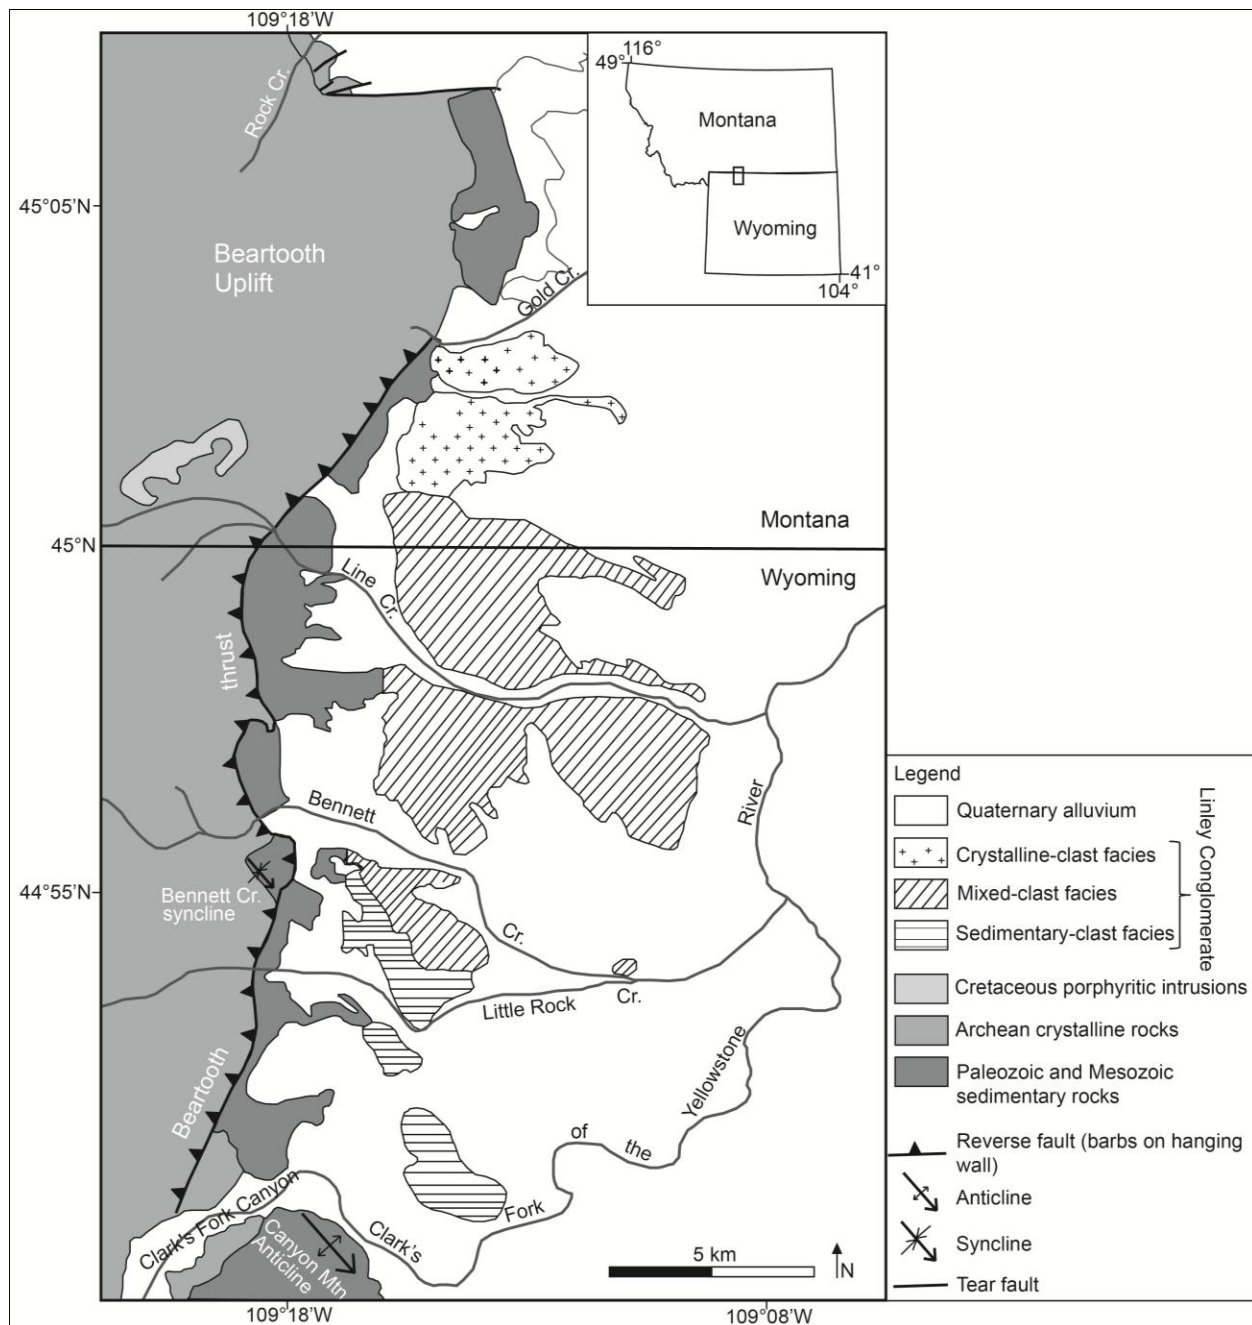 109°18'W
116°
49°
Rock Cr.
Montana
45°05'N
Wyoming
Beartooth
Uplift
41°
104°
Gold Cr.
Montana
45°N
Wyoming
Line
Cr.
thrust
Legend
Quaternary alluvium
Crystalline-clast facies
Mixed-clast facies
Sedimentary-clast facies
Linley Conglomerate
Cretaceous porphyritic intrusions
Archean crystalline rocks
Paleozoic and Mesozoic
sedimentary rocks
Reverse fault (barbs on hanging
wall)
Anticline
Syncline
Tear fault
Bennett
Cr.
River
44°55'N
Bennett Cr.
syncline
Little Rock
Cr.
Beartooth
Yellowstone
of
the
Fork
Clark's
Clark's Fork Canyon
Canyon Mtn
Anticline
5 km
N
109°18'W
109°08'W